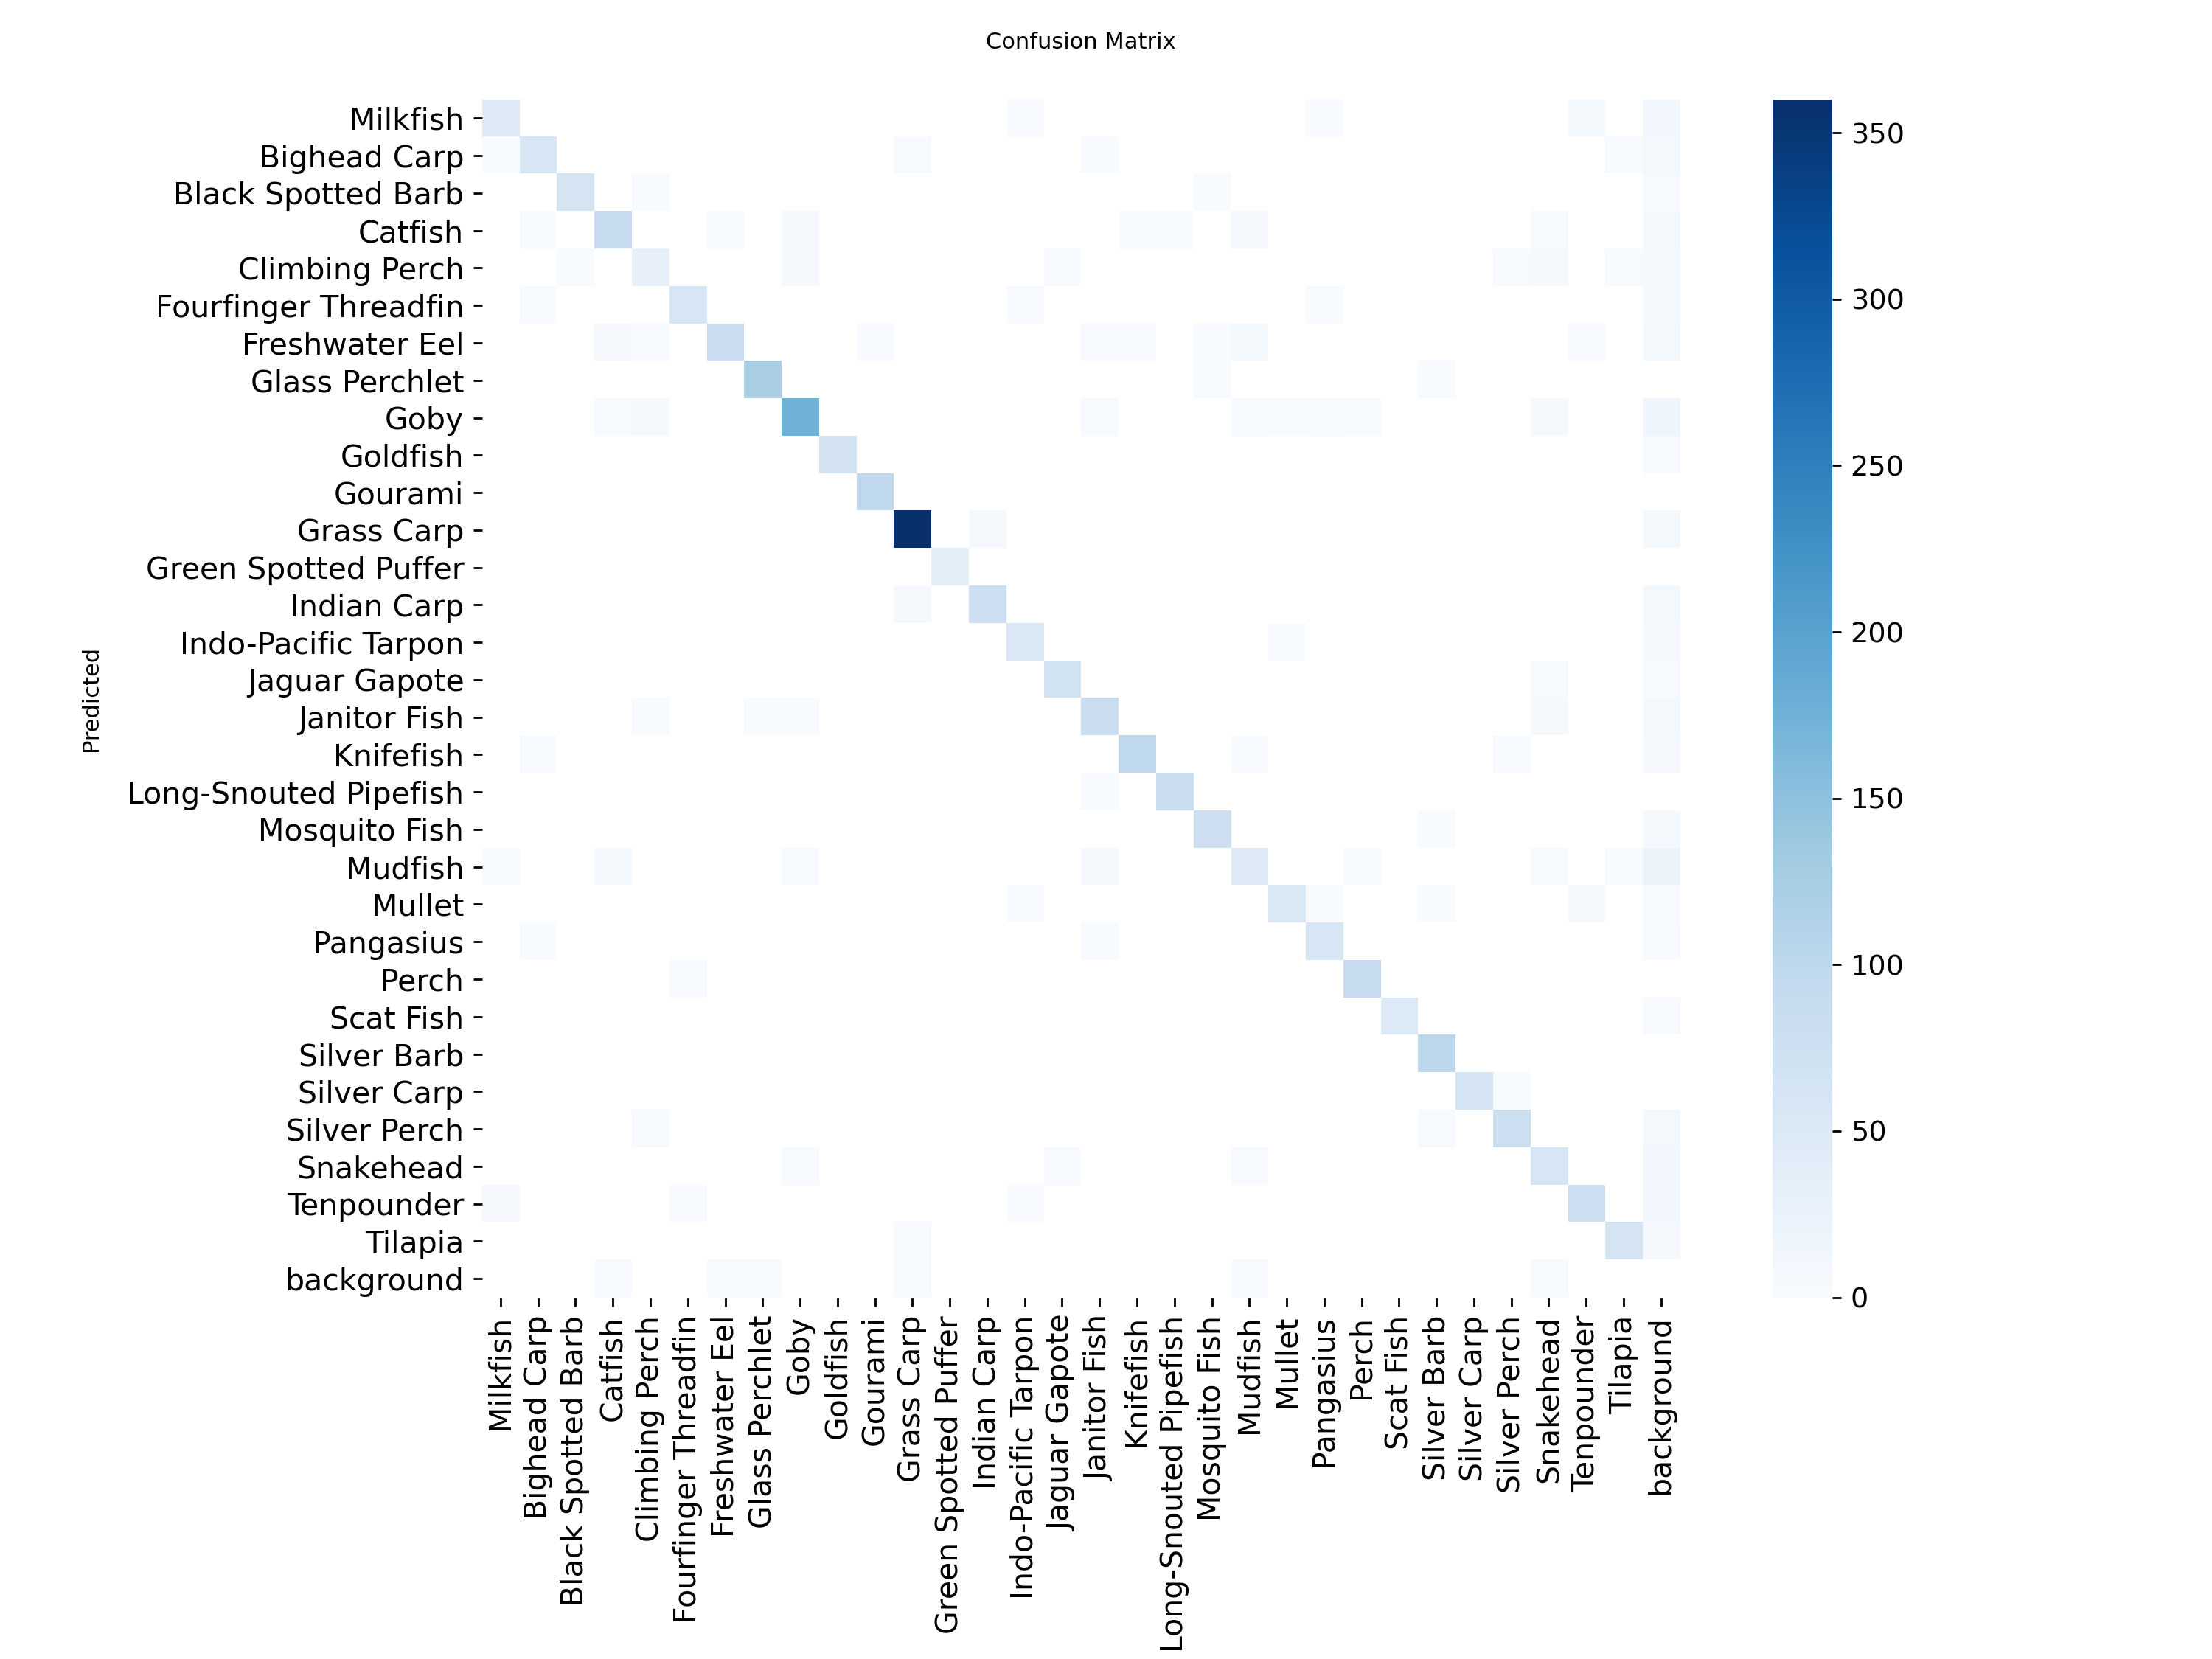 Confusion Matrix
Predicted
Milkfish
Bighead Carp
Black Spotted Barb
Catfish
Climbing Perch
Fourfinger Threadfin
Freshwater Eel
Glass Perchlet
Goby
Goldfish
Gourami
Grass Carp
Green Spotted Puffer
Indian Carp
Indo-Pacific Tarpon
Jaguar Gapote
Janitor Fish
Knifefish
Long-Snouted Pipefish
Mosquito Fish
Mudfish
Mullet
Pangasius
Perch
Scat Fish
Silver Barb
Silver Carp
Silver Perch
Snakehead
Tenpounder
Tilapia
background
Milkfish
Bighead Carp
Black Spotted Barb
Catfish
Climbing Perch
Fourfinger Threadfin
Freshwater Eel
Glass Perchlet
Goby
Goldfish
Gourami
Grass Carp
Green Spotted Puffer
Indian Carp
Indo-Pacific Tarpon
Jaguar Gapote
Janitor Fish
Knifefish
Long-Snouted Pipefish
Mosquito Fish
Mudfish
Mullet
Pangasius
Perch
Scat Fish
Silver Barb
Silver Carp
Silver Perch
Snakehead
Tenpounder
Tilapia
background
350
300
250
200
150
100
50
0